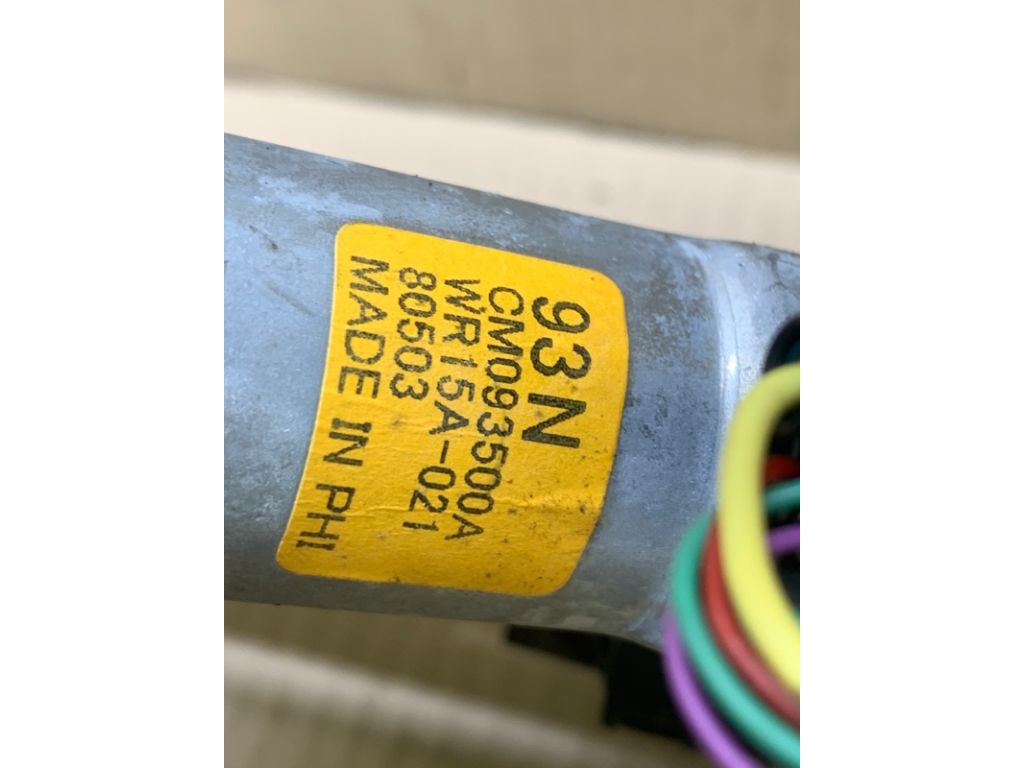 93N
CM093500A
WR15A-021
80503
MADE IN PHI